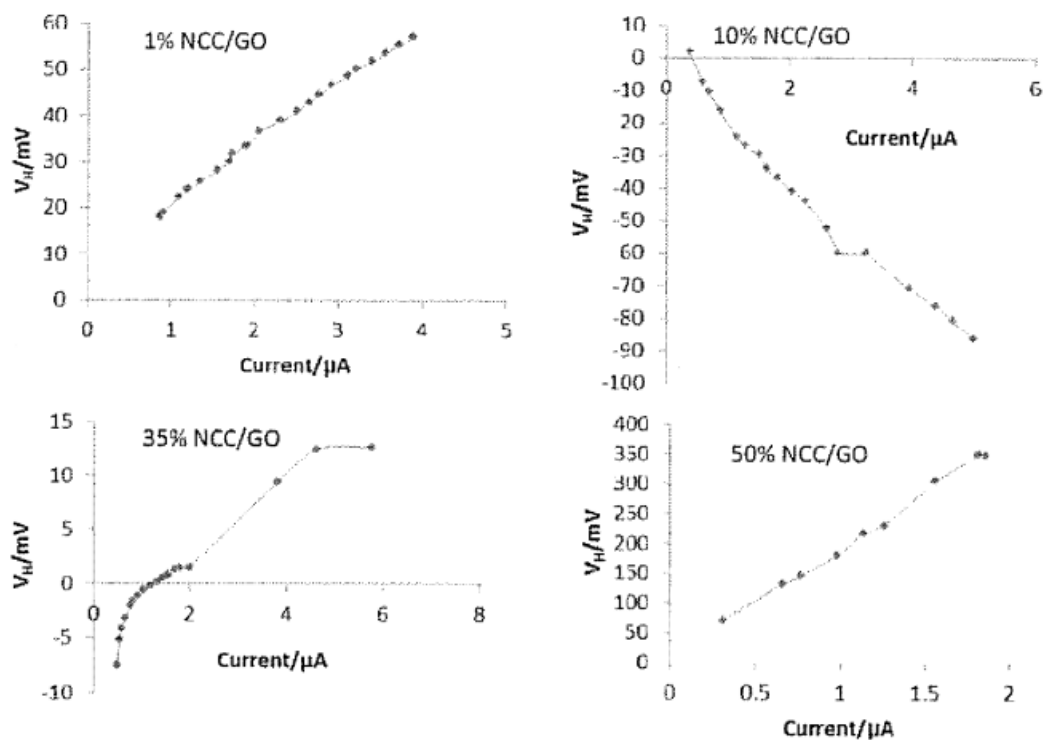 1% NCC/GO
60
50
40
30
20
10
0
V_H/mV
0 1 2 3 4 5
Current/µA
10% NCC/GO
10
0
-10
-20
-30
-40
-50
-60
-70
-80
-90
-100
V_H/mV
0 2 4 6
Current/µA
35% NCC/GO
15
10
5
0
-5
-10
V_H/mV
0 2 4 6 8
Current/µA
50% NCC/GO
400
350
300
250
200
150
100
50
0
V_H/mV
0 0.5 1 1.5 2
Current/µA